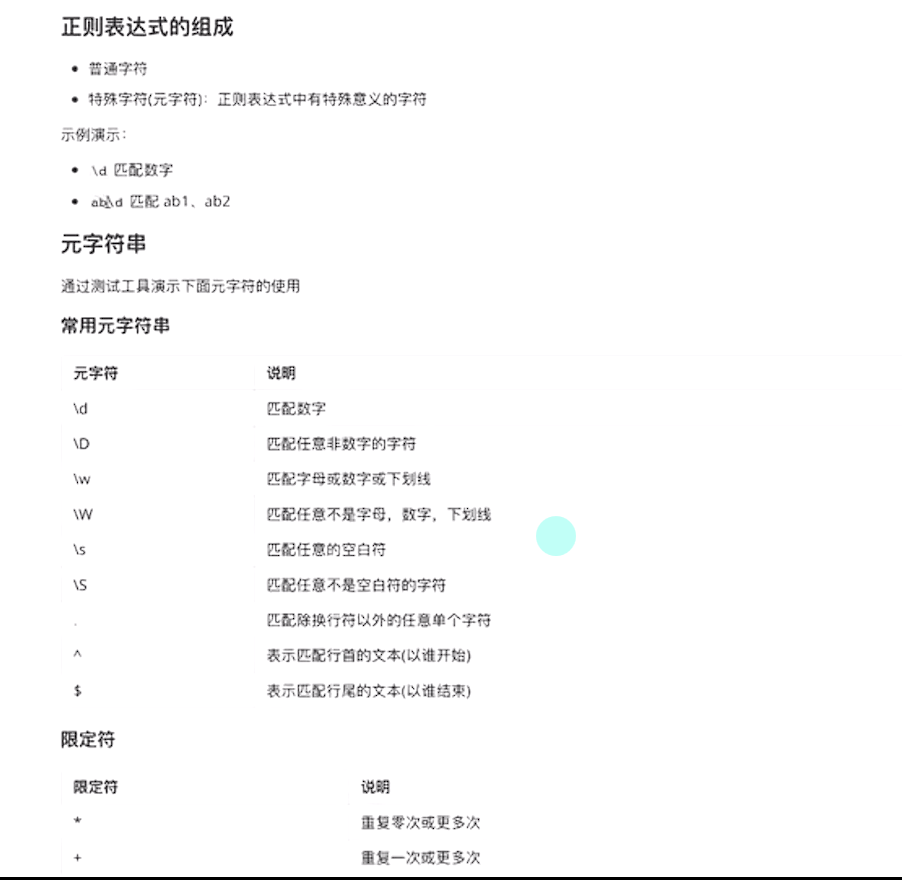 正则表达式的组成
• 普通字符
• 特殊字符(元字符)：正则表达式中有特殊意义的字符
示例演示：
• \d 匹配数字
• ab\d 匹配 ab1、ab2
元字符串
通过测试工具演示下面元字符的使用
常用元字符串
元字符 说明
\d 匹配数字
\D 匹配任意非数字的字符
\w 匹配字母或数字或下划线
\W 匹配任意不是字母，数字，下划线
\s 匹配任意的空白符
\S 匹配任意不是空白符的字符
. 匹配除换行符以外的任意单个字符
^ 表示匹配行首的文本(以谁开始)
$ 表示匹配行尾的文本(以谁结束)
限定符
限定符 说明
* 重复零次或更多次
+ 重复一次或更多次